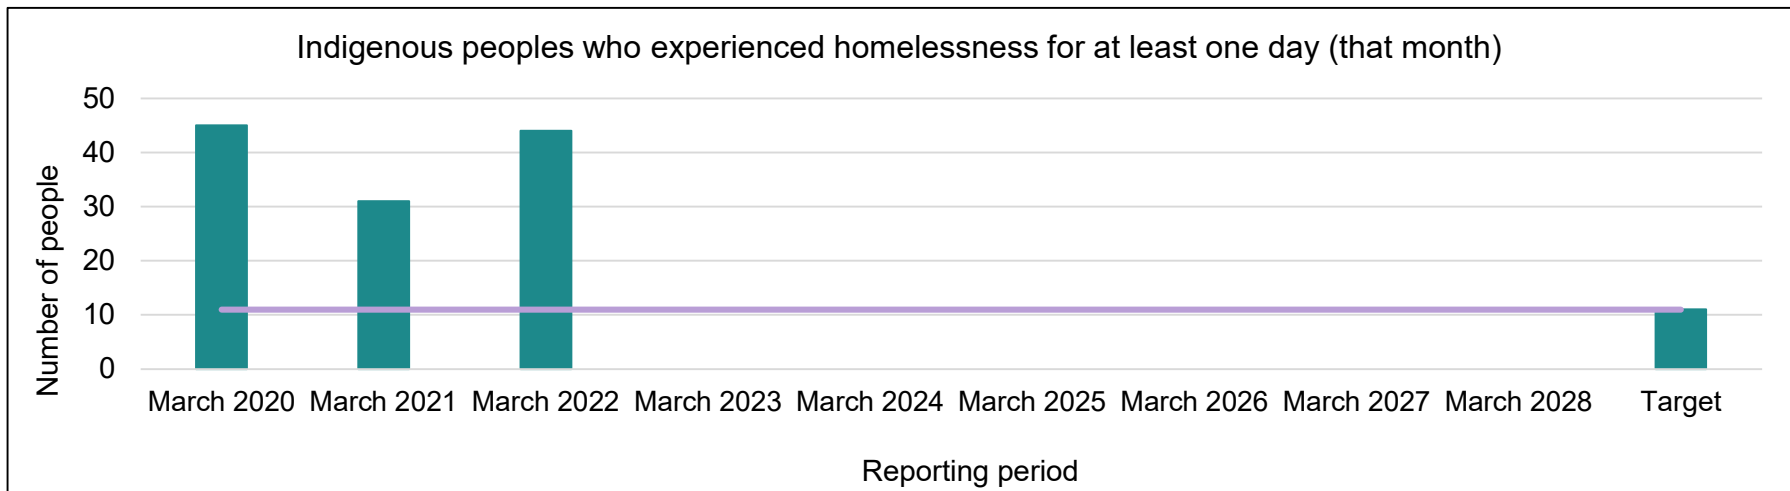 Indigenous peoples who experienced homelessness for at least one day (that month)
Number of people
50
40
30
20
10
0
March 2020 March 2021 March 2022 March 2023 March 2024 March 2025 March 2026 March 2027 March 2028 Target
Reporting period